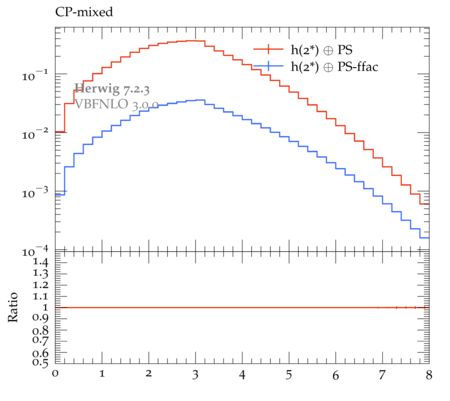 CP-mixed
h(2*) ⊕ PS
h(2*) ⊕ PS-ffac
Herwig 7.2.3
VBFNLO 3.0.0
10⁻¹
10⁻²
10⁻³
10⁻⁴
1.4
1.3
1.2
1.1
1
0.9
0.8
0.7
0.6
0.5
Ratio
0 1 2 3 4 5 6 7 8